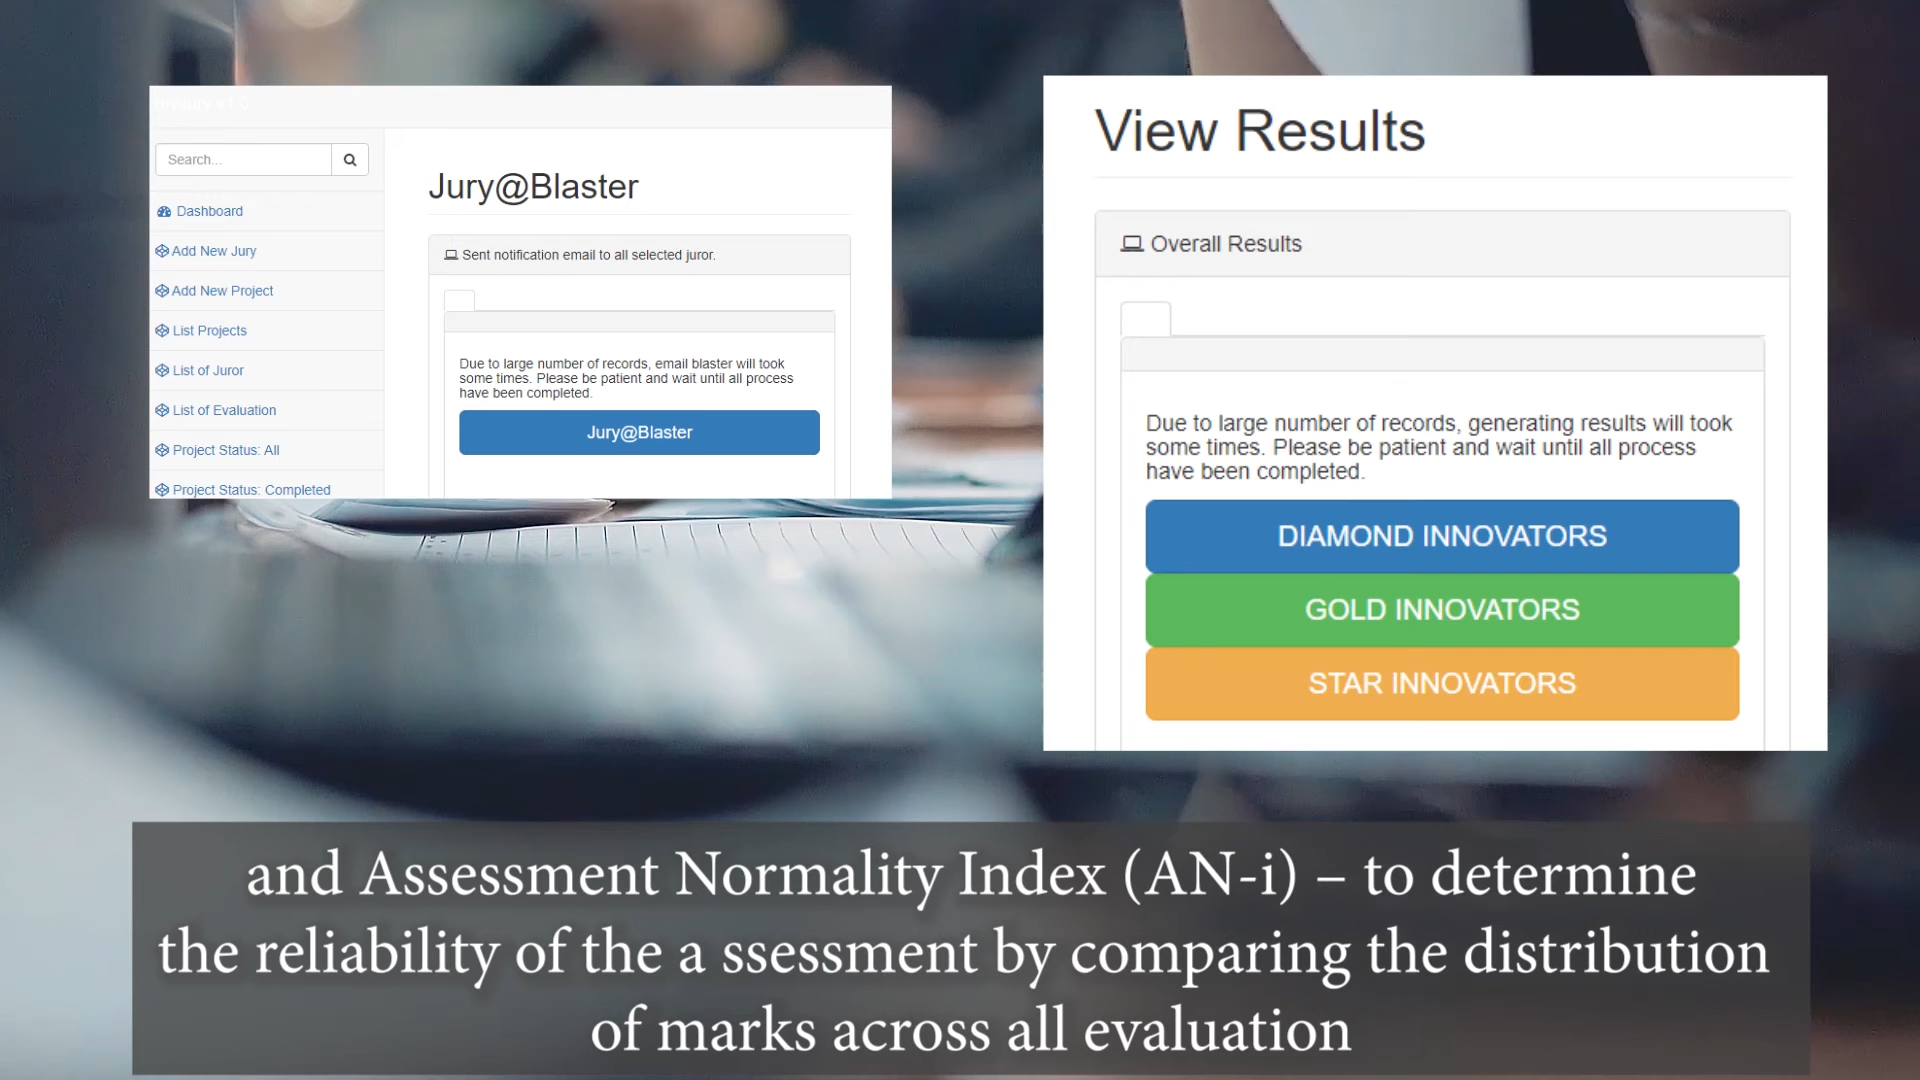 Search...
Dashboard
Add New Jury
Add New Project
List Projects
List of Juror
List of Evaluation
Project Status: All
Project Status: Completed
Jury@Blaster
Sent notification email to all selected juror.
Due to large number of records, email blaster will took
some times. Please be patient and wait until all process
have been completed.
Jury@Blaster
View Results
Overall Results
Due to large number of records, generating results will took
some times. Please be patient and wait until all process
have been completed.
DIAMOND INNOVATORS
GOLD INNOVATORS
STAR INNOVATORS
and Assessment Normality Index (AN-i) – to determine
the reliability of the a ssessment by comparing the distribution
of marks across all evaluation